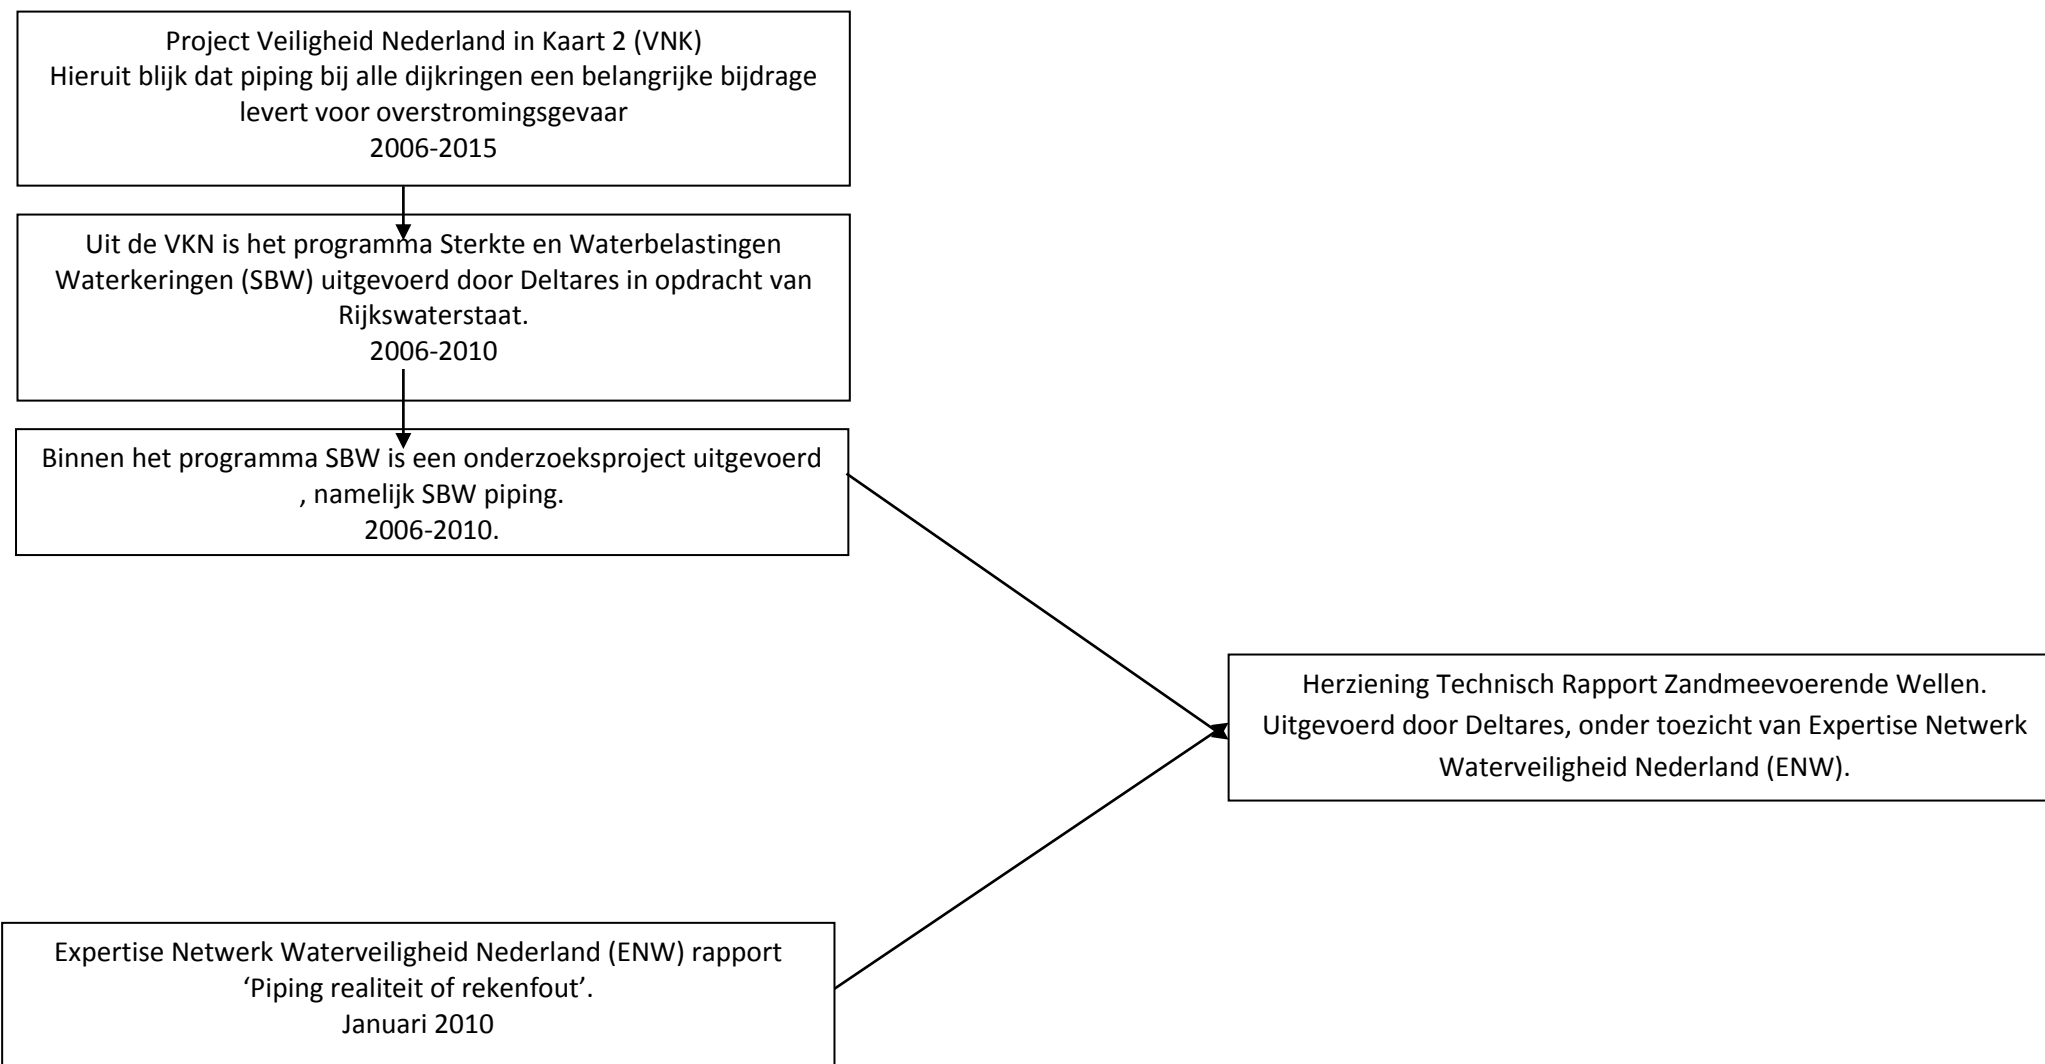 Project Veiligheid Nederland in Kaart 2 (VNK)
Hieruit blijk dat piping bij alle dijkringen een belangrijke bijdrage
levert voor overstromingsgevaar
2006-2015
Uit de VKN is het programma Sterkte en Waterbelastingen
Waterkeringen (SBW) uitgevoerd door Deltares in opdracht van
Rijkswaterstaat.
2006-2010
Binnen het programma SBW is een onderzoeksproject uitgevoerd
, namelijk SBW piping.
2006-2010.
Herziening Technisch Rapport Zandmeevoerende Wellen.
Uitgevoerd door Deltares, onder toezicht van Expertise Netwerk
Waterveiligheid Nederland (ENW).
Expertise Netwerk Waterveiligheid Nederland (ENW) rapport
‘Piping realiteit of rekenfout’.
Januari 2010